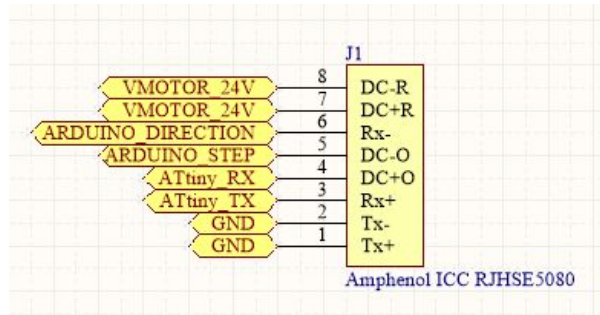 J1
VMOTOR_24V 8 DC-R
VMOTOR_24V 7 DC+R
ARDUINO_DIRECTION 6 Rx-
ARDUINO_STEP 5 DC-O
ATtiny_RX 4 DC+O
ATtiny_TX 3 Rx+
GND 2 Tx-
GND 1 Tx+
Amphenol ICC RJHSE5080